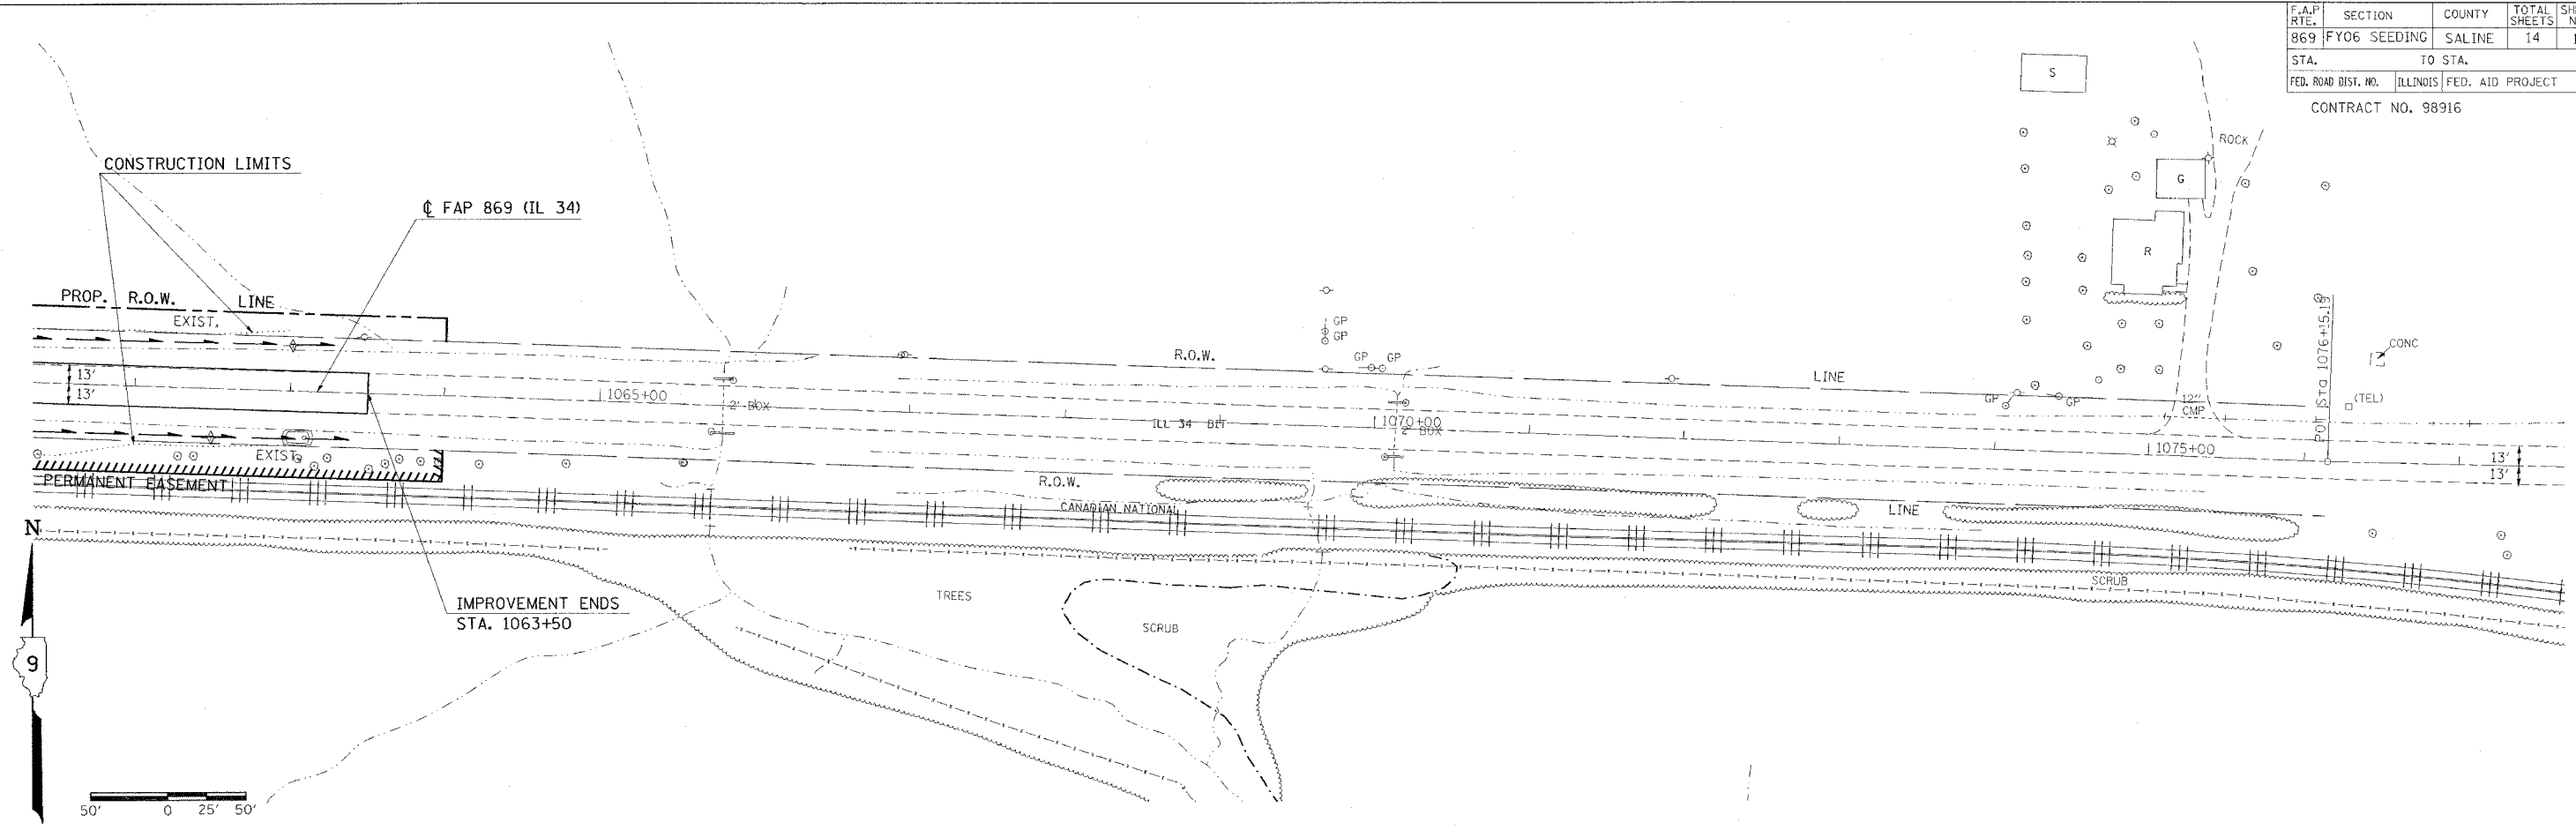 F.A.P RTE. SECTION COUNTY TOTAL SHEETS
869 FY06 SEEDING SALINE 14
STA. TO STA.
FED. ROAD DIST. NO. ILLINOIS FED. AID PROJECT
CONTRACT NO. 98916
S
ROCK
G
R
CONSTRUCTION LIMITS
℄ FAP 869 (IL 34)
PROP. R.O.W. LINE
EXIST.
13'
13'
1065+00
2' BOX
GP
GP
GP GP
R.O.W.
LINE
ILL 34 BIT
1070+00
2' BOX
GP
GP
12"
CMP
POT Sta 1076+15.19
CONC
(TEL)
1075+00
13'
13'
EXIST.
PERMANENT EASEMENT
R.O.W.
CANADIAN NATIONAL
LINE
N
IMPROVEMENT ENDS
STA. 1063+50
TREES
SCRUB
SCRUB
9
50' 0 25' 50'